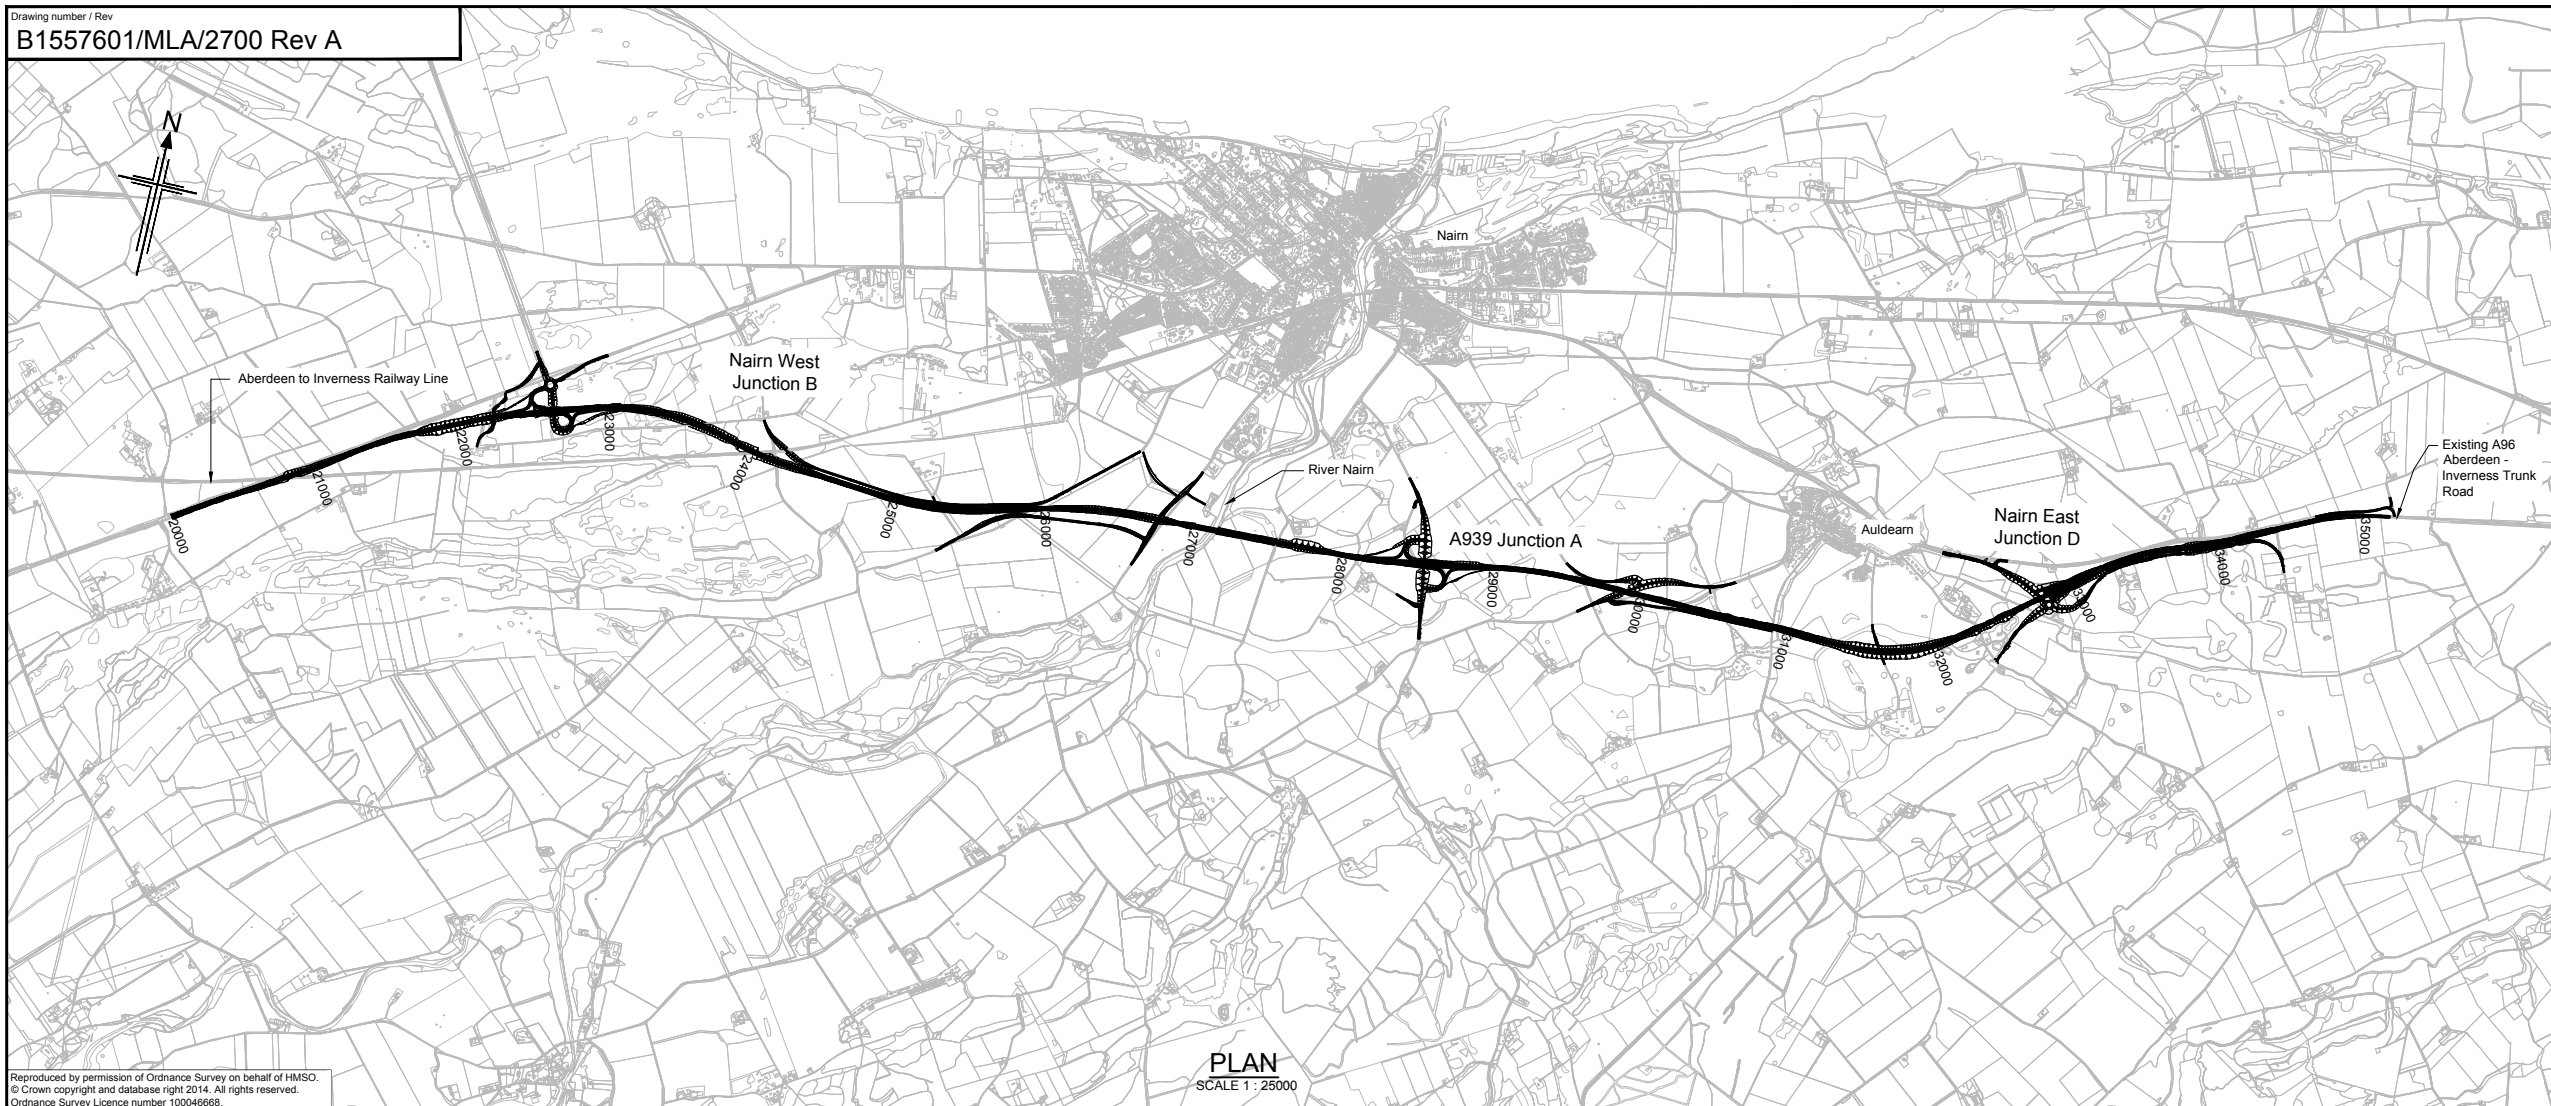 Drawing number / Rev
B1557601/MLA/2700 Rev A
N
Nairn
Aberdeen to Inverness Railway Line
Nairn West
Junction B
River Nairn
A939 Junction A
Auldearn
Nairn East
Junction D
Existing A96
Aberdeen -
Inverness Trunk
Road
20000
21000
22000
23000
24000
25000
26000
27000
28000
29000
31000
32000
34000
35000
PLAN
SCALE 1 : 25000
Reproduced by permission of Ordnance Survey on behalf of HMSO.
© Crown copyright and database right 2014. All rights reserved.
Ordnance Survey Licence number 100046668.